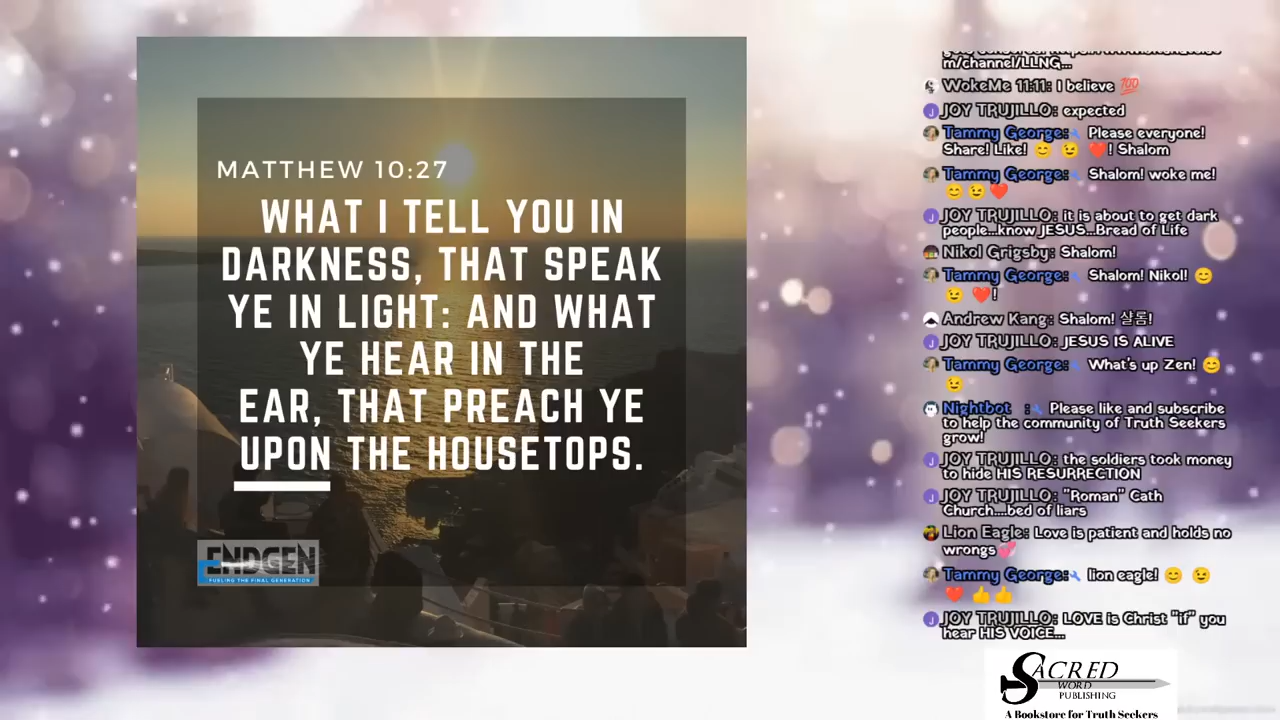 MATTHEW 10:27
WHAT I TELL YOU IN
DARKNESS, THAT SPEAK
YE IN LIGHT: AND WHAT
YE HEAR IN THE
EAR, THAT PREACH YE
UPON THE HOUSETOPS.
ENDGEN
FUELING THE FINAL GENERATION
m/channel/LLNG...
WokeMe 11:11: I believe 💯
JOY TRUJILLO: expected
Tammy George: Please everyone!
Share! Like! 😊 😉 ❤️! Shalom
Tammy George: Shalom! woke me!
😊 😉 ❤️
JOY TRUJILLO: it is about to get dark
people...know JESUS...Bread of Life
Nikol Grigsby: Shalom!
Tammy George: Shalom! Nikol! 😊
😉 ❤️!
Andrew Kang: Shalom! 샬롬!
JOY TRUJILLO: JESUS IS ALIVE
Tammy George: What's up Zen! 😊
😉
Nightbot : Please like and subscribe
to help the community of Truth Seekers
grow!
JOY TRUJILLO: the soldiers took money
to hide HIS RESURRECTION
JOY TRUJILLO: "Roman" Cath
Church....bed of liars
Lion Eagle: Love is patient and holds no
wrongs💞
Tammy George: lion eagle! 😊 😉
❤️ 👍👍
JOY TRUJILLO: LOVE is Christ "if" you
hear HIS VOICE...
SACRED
WORD
PUBLISHING
A Bookstore for Truth Seekers